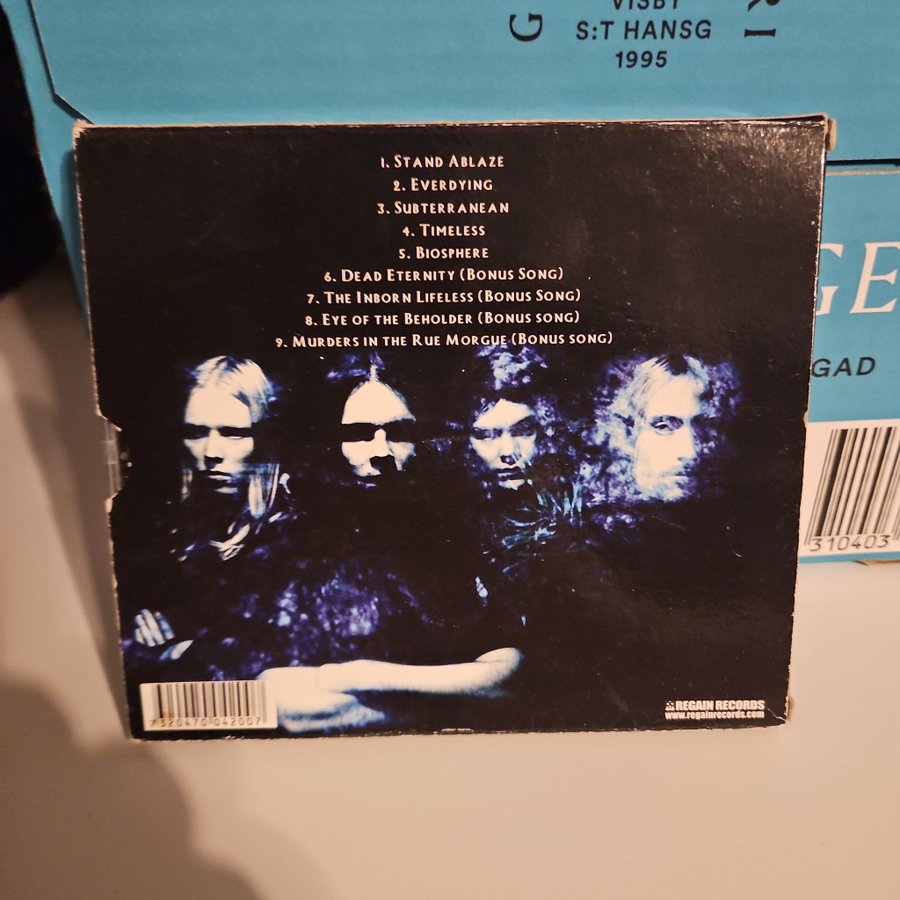 VISBY
S:T HANSG
1995
G
I
1. STAND ABLAZE
2. EVERDYING
3. SUBTERRANEAN
4. TIMELESS
5. BIOSPHERE
6. DEAD ETERNITY (BONUS SONG)
7. THE INBORN LIFELESS (BONUS SONG)
8. EYE OF THE BEHOLDER (BONUS SONG)
9. MURDERS IN THE RUE MORGUE (BONUS SONG)
GE
GAD
310403
7320470 042007
REGAIN RECORDS
www.regainrecords.com